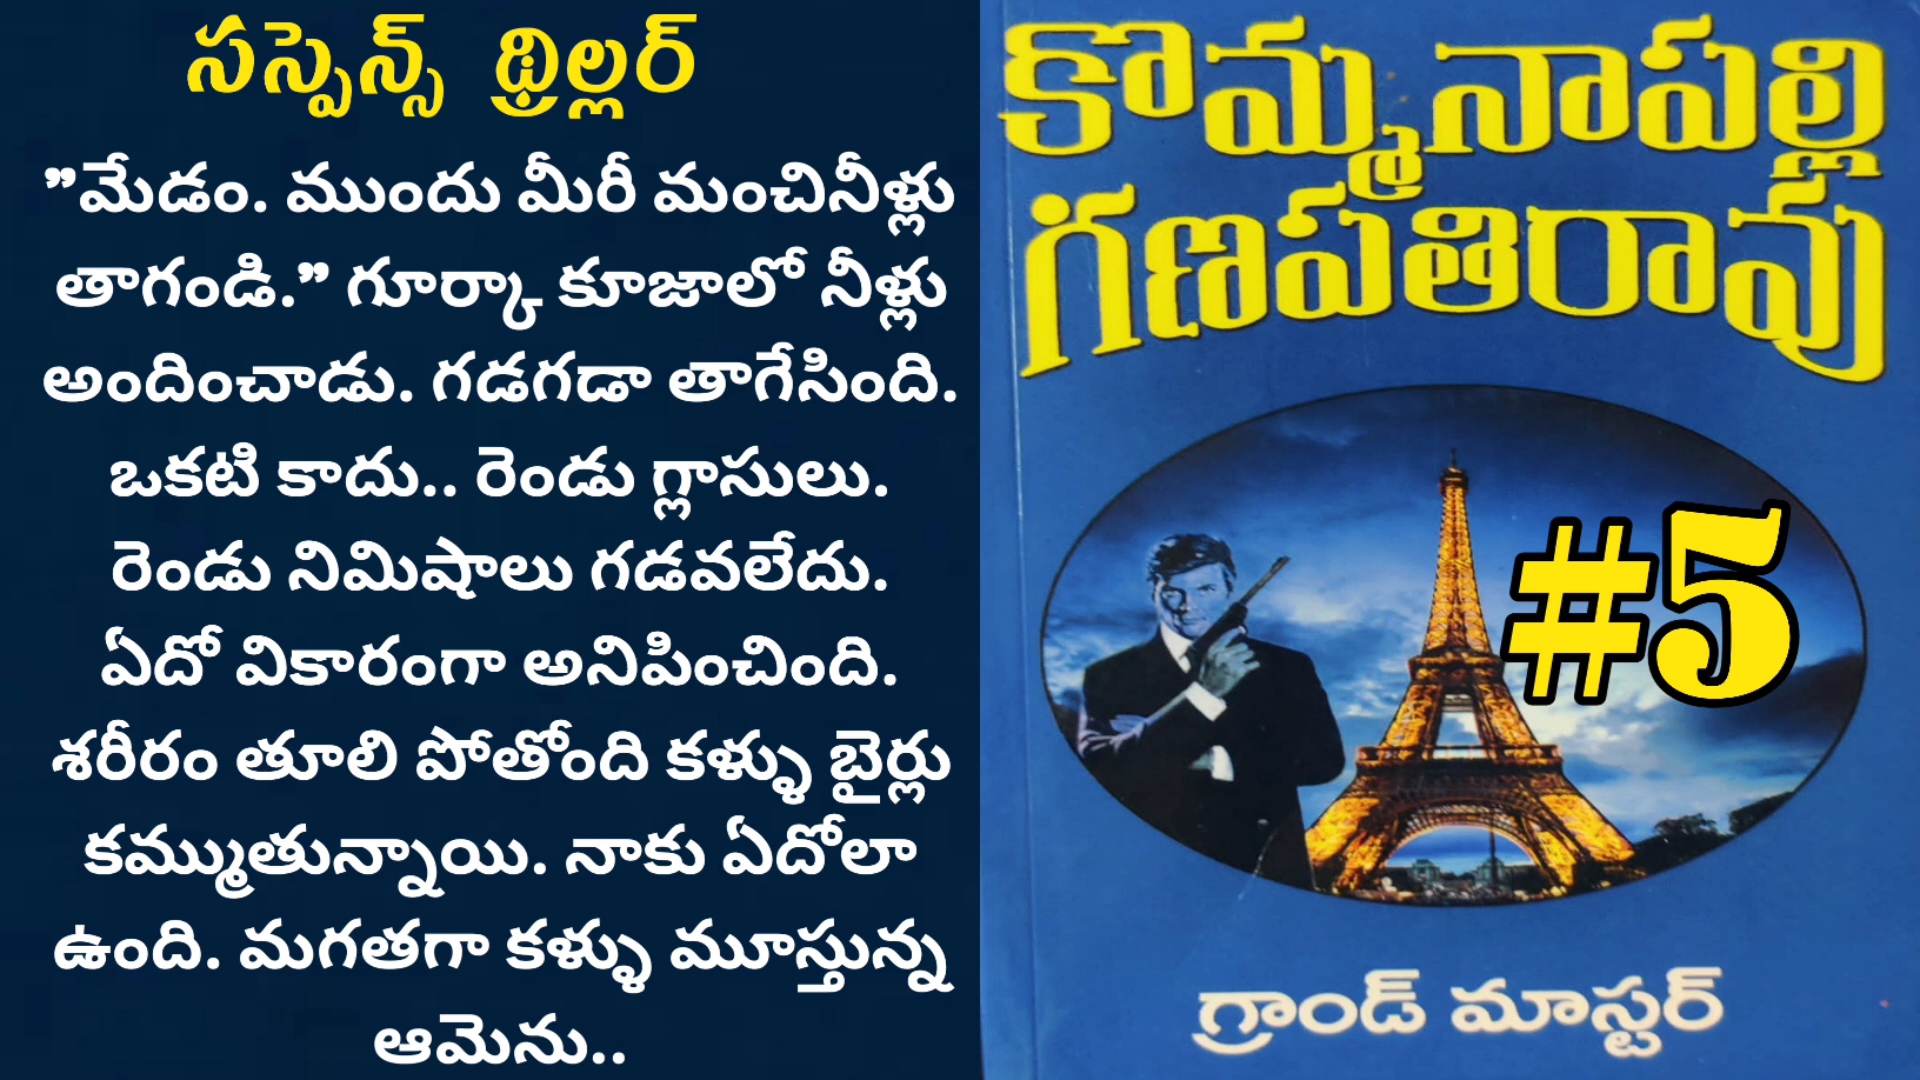 సస్పెన్స్ థ్రిల్లర్
"మేడం. ముందు మీరీ మంచినీళ్లు
తాగండి." గూర్కా కూజాలో నీళ్లు
అందించాడు. గడగడా తాగేసింది.
ఒకటి కాదు.. రెండు గ్లాసులు.
రెండు నిమిషాలు గడవలేదు.
ఏదో వికారంగా అనిపించింది.
శరీరం తూలి పోతోంది కళ్ళు బైర్లు
కమ్ముతున్నాయి. నాకు ఏదోలా
ఉంది. మగతగా కళ్ళు మూస్తున్న
ఆమెను..
కొమ్మనాపల్లి
గణపతిరావు
#5
గ్రాండ్ మాస్టర్